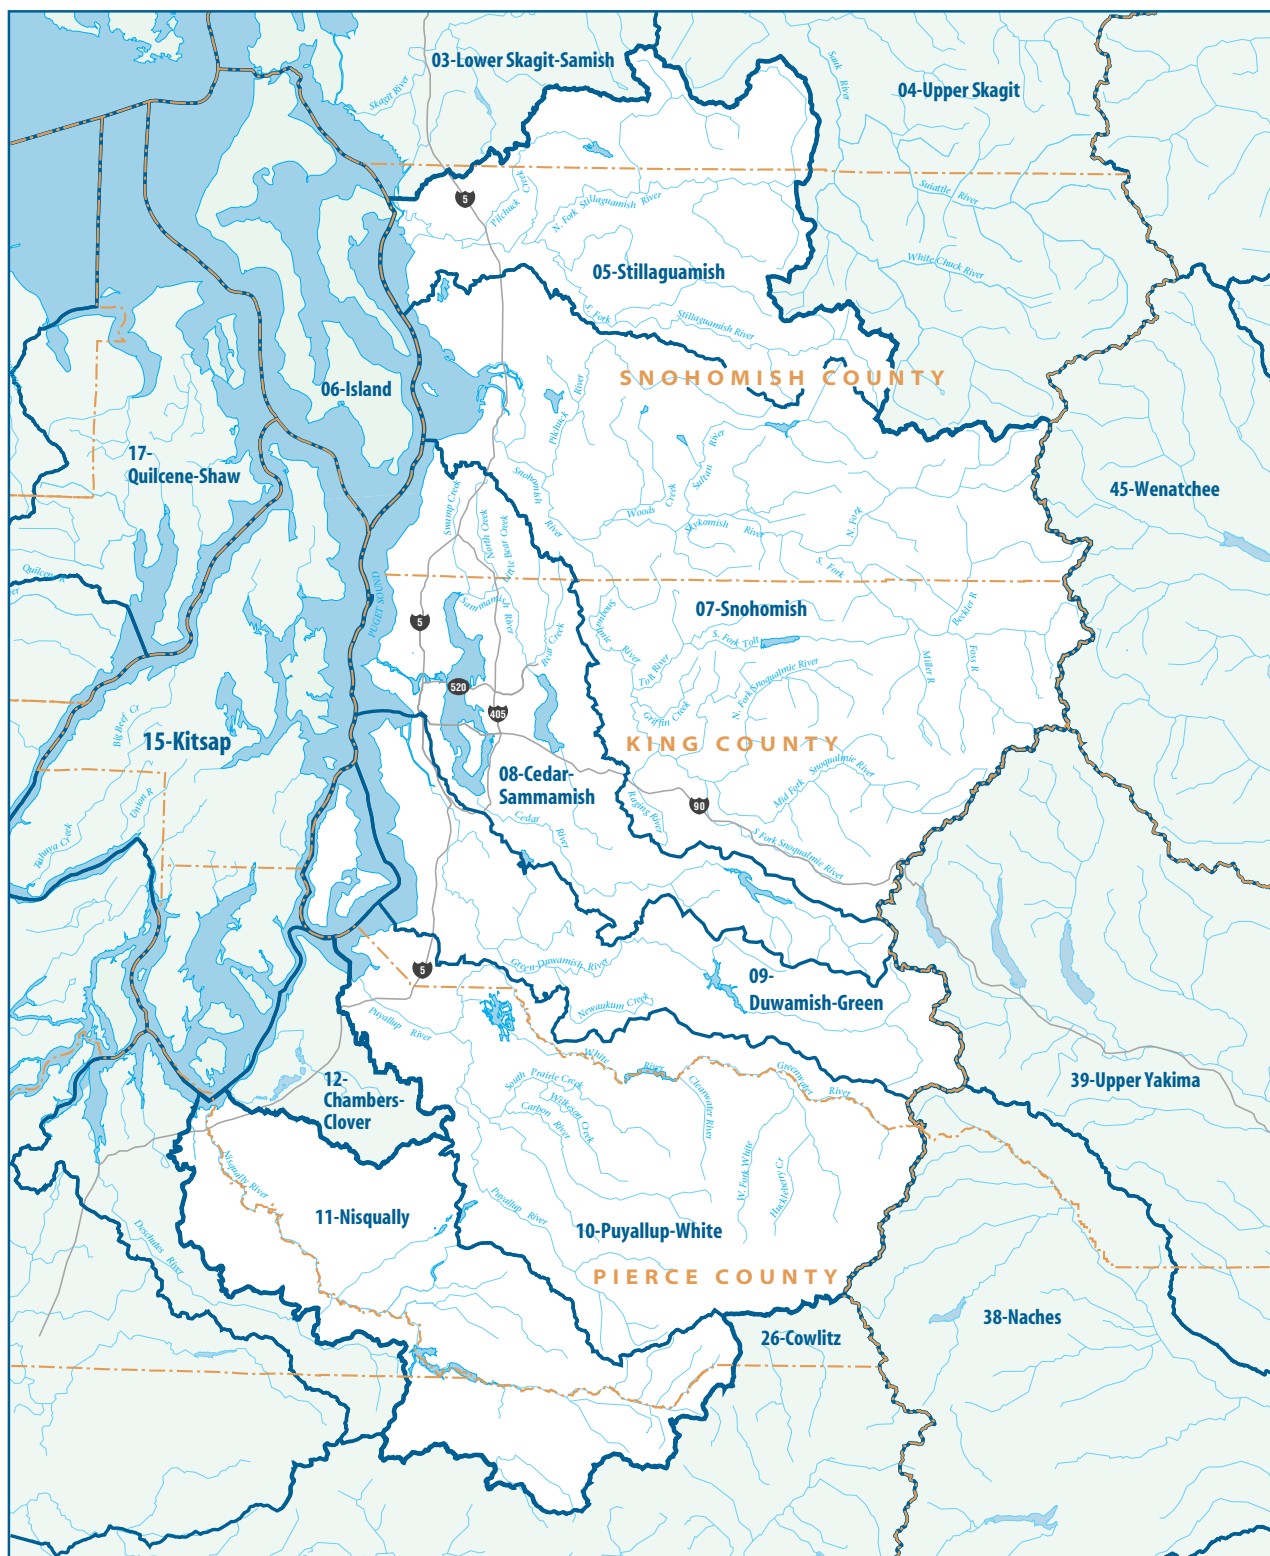 03-Lower Skagit-Samish
04-Upper Skagit
Skagit River
Sauk River
5
Pilchuck Creek
N. Fork Stillaguamish River
Suiattle River
White Chuck River
05-Stillaguamish
S. Fork Stillaguamish River
SNOHOMISH COUNTY
06-Island
17-
Quilcene-Shaw
Pilchuck River
Sultan River
45-Wenatchee
Snohomish River
Woods Creek
Skykomish River
N. Fork
S. Fork
Swamp Creek
North Creek
Little Bear Creek
PUGET SOUND
Sammamish River
Bear Creek
5
520
405
Snoqualmie River
07-Snohomish
S. Fork Tolt
Tolt River
Beckler R
Miller R
Foss R
N. Fork Snoqualmie River
Griffin Creek
KING COUNTY
Big Beef Cr
15-Kitsap
08-Cedar-
Sammamish
Mid Fork Snoqualmie River
90
Raging River
S Fork Snoqualmie River
Cedar River
Union R
Tahuya Creek
5
Green-Duwamish River
09-
Duwamish-Green
Newaukum Creek
Puyallup River
White River
Greenwater River
12-
Chambers-
Clover
South Prairie Creek
Wilkeson Creek
Carbon River
Clearwater River
W. Fork White
Huckleberry Cr
39-Upper Yakima
Nisqually River
11-Nisqually
Puyallup River
10-Puyallup-White
Deschutes River
PIERCE COUNTY
26-Cowlitz
38-Naches